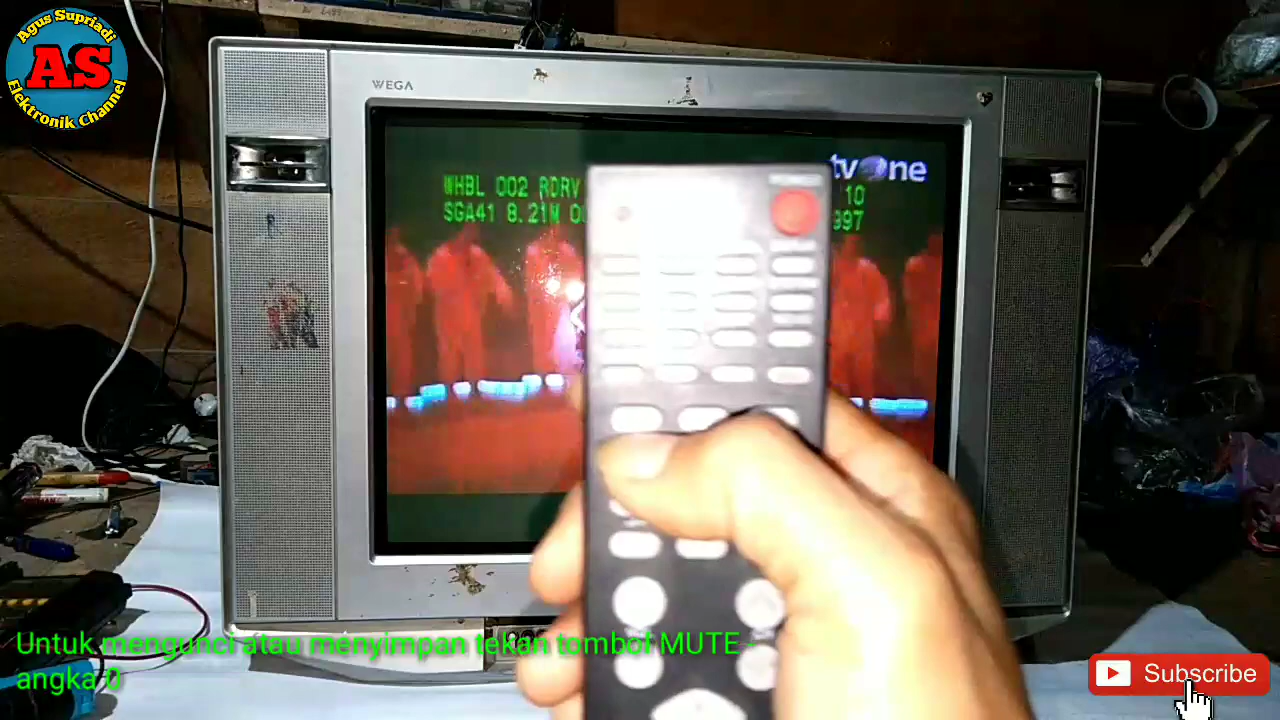 Agus Supriadi
AS
Elektronik Channel
WEGA
tvOne
WHBL 002 RDRV
10
SGA41 8.21M
997
Untuk mengunci atau menyimpan tekan tombol MUTE -
angka 0
Subscribe